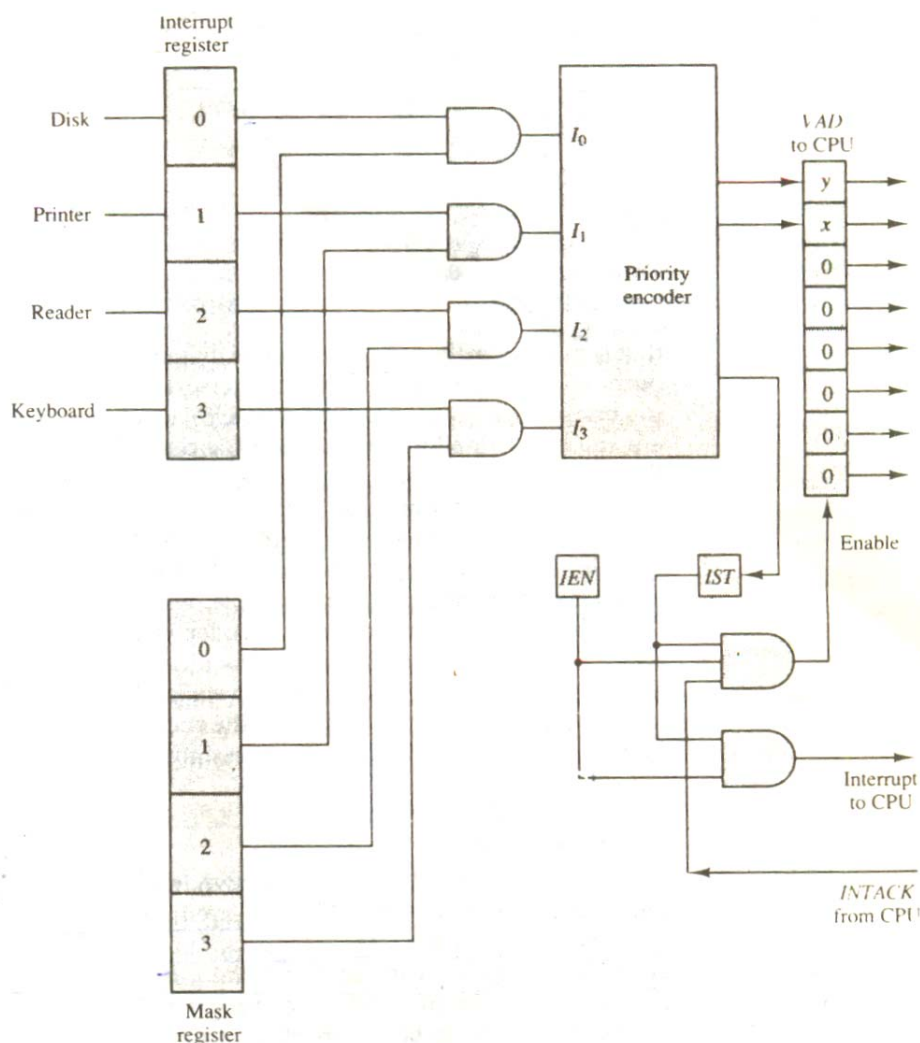 Interrupt
register
Disk
0
Printer
1
Reader
2
Keyboard
3
I0
I1
I2
I3
Priority
encoder
VAD
to CPU
y
x
0
0
0
0
0
0
Enable
IEN
IST
Interrupt
to CPU
INTACK
from CPU
0
1
2
3
Mask
register